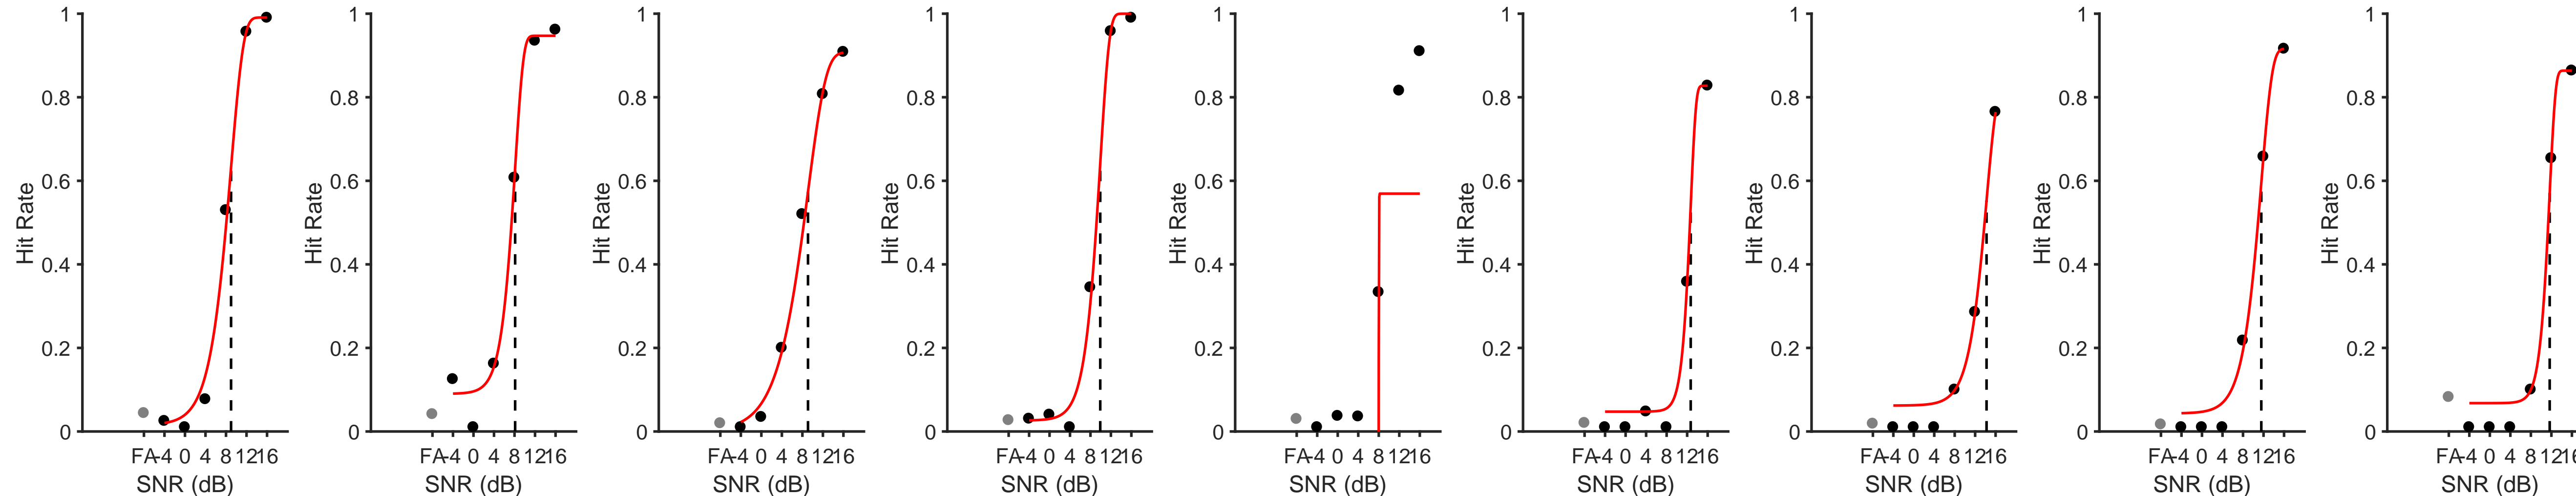 1 1 1 1 1 1 1 1 1
0.8 0.8 0.8 0.8 0.8 0.8 0.8 0.8 0.8
0.6 0.6 0.6 0.6 0.6 0.6 0.6 0.6 0.6
Hit Rate Hit Rate Hit Rate Hit Rate Hit Rate Hit Rate Hit Rate Hit Rate Hit Rate
0.4 0.4 0.4 0.4 0.4 0.4 0.4 0.4 0.4
0.2 0.2 0.2 0.2 0.2 0.2 0.2 0.2 0.2
0 0 0 0 0 0 0 0 0
FA -4 0 4 8 12 16 FA -4 0 4 8 12 16 FA -4 0 4 8 12 16 FA -4 0 4 8 12 16 FA -4 0 4 8 12 16 FA -4 0 4 8 12 16 FA -4 0 4 8 12 16 FA -4 0 4 8 12 16 FA -4 0 4 8 12
SNR (dB) SNR (dB) SNR (dB) SNR (dB) SNR (dB) SNR (dB) SNR (dB) SNR (dB) SNR (dB)